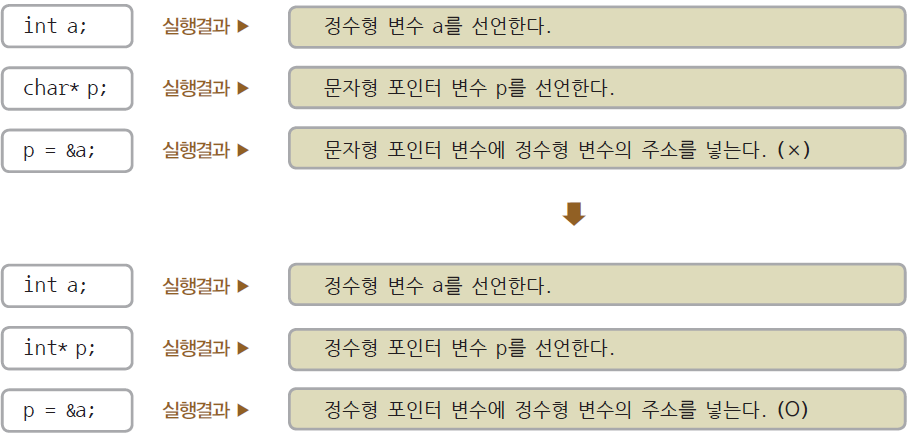 int a; 실행결과 ▶ 정수형 변수 a를 선언한다.
char* p; 실행결과 ▶ 문자형 포인터 변수 p를 선언한다.
p = &a; 실행결과 ▶ 문자형 포인터 변수에 정수형 변수의 주소를 넣는다. (×)
int a; 실행결과 ▶ 정수형 변수 a를 선언한다.
int* p; 실행결과 ▶ 정수형 포인터 변수 p를 선언한다.
p = &a; 실행결과 ▶ 정수형 포인터 변수에 정수형 변수의 주소를 넣는다. (O)